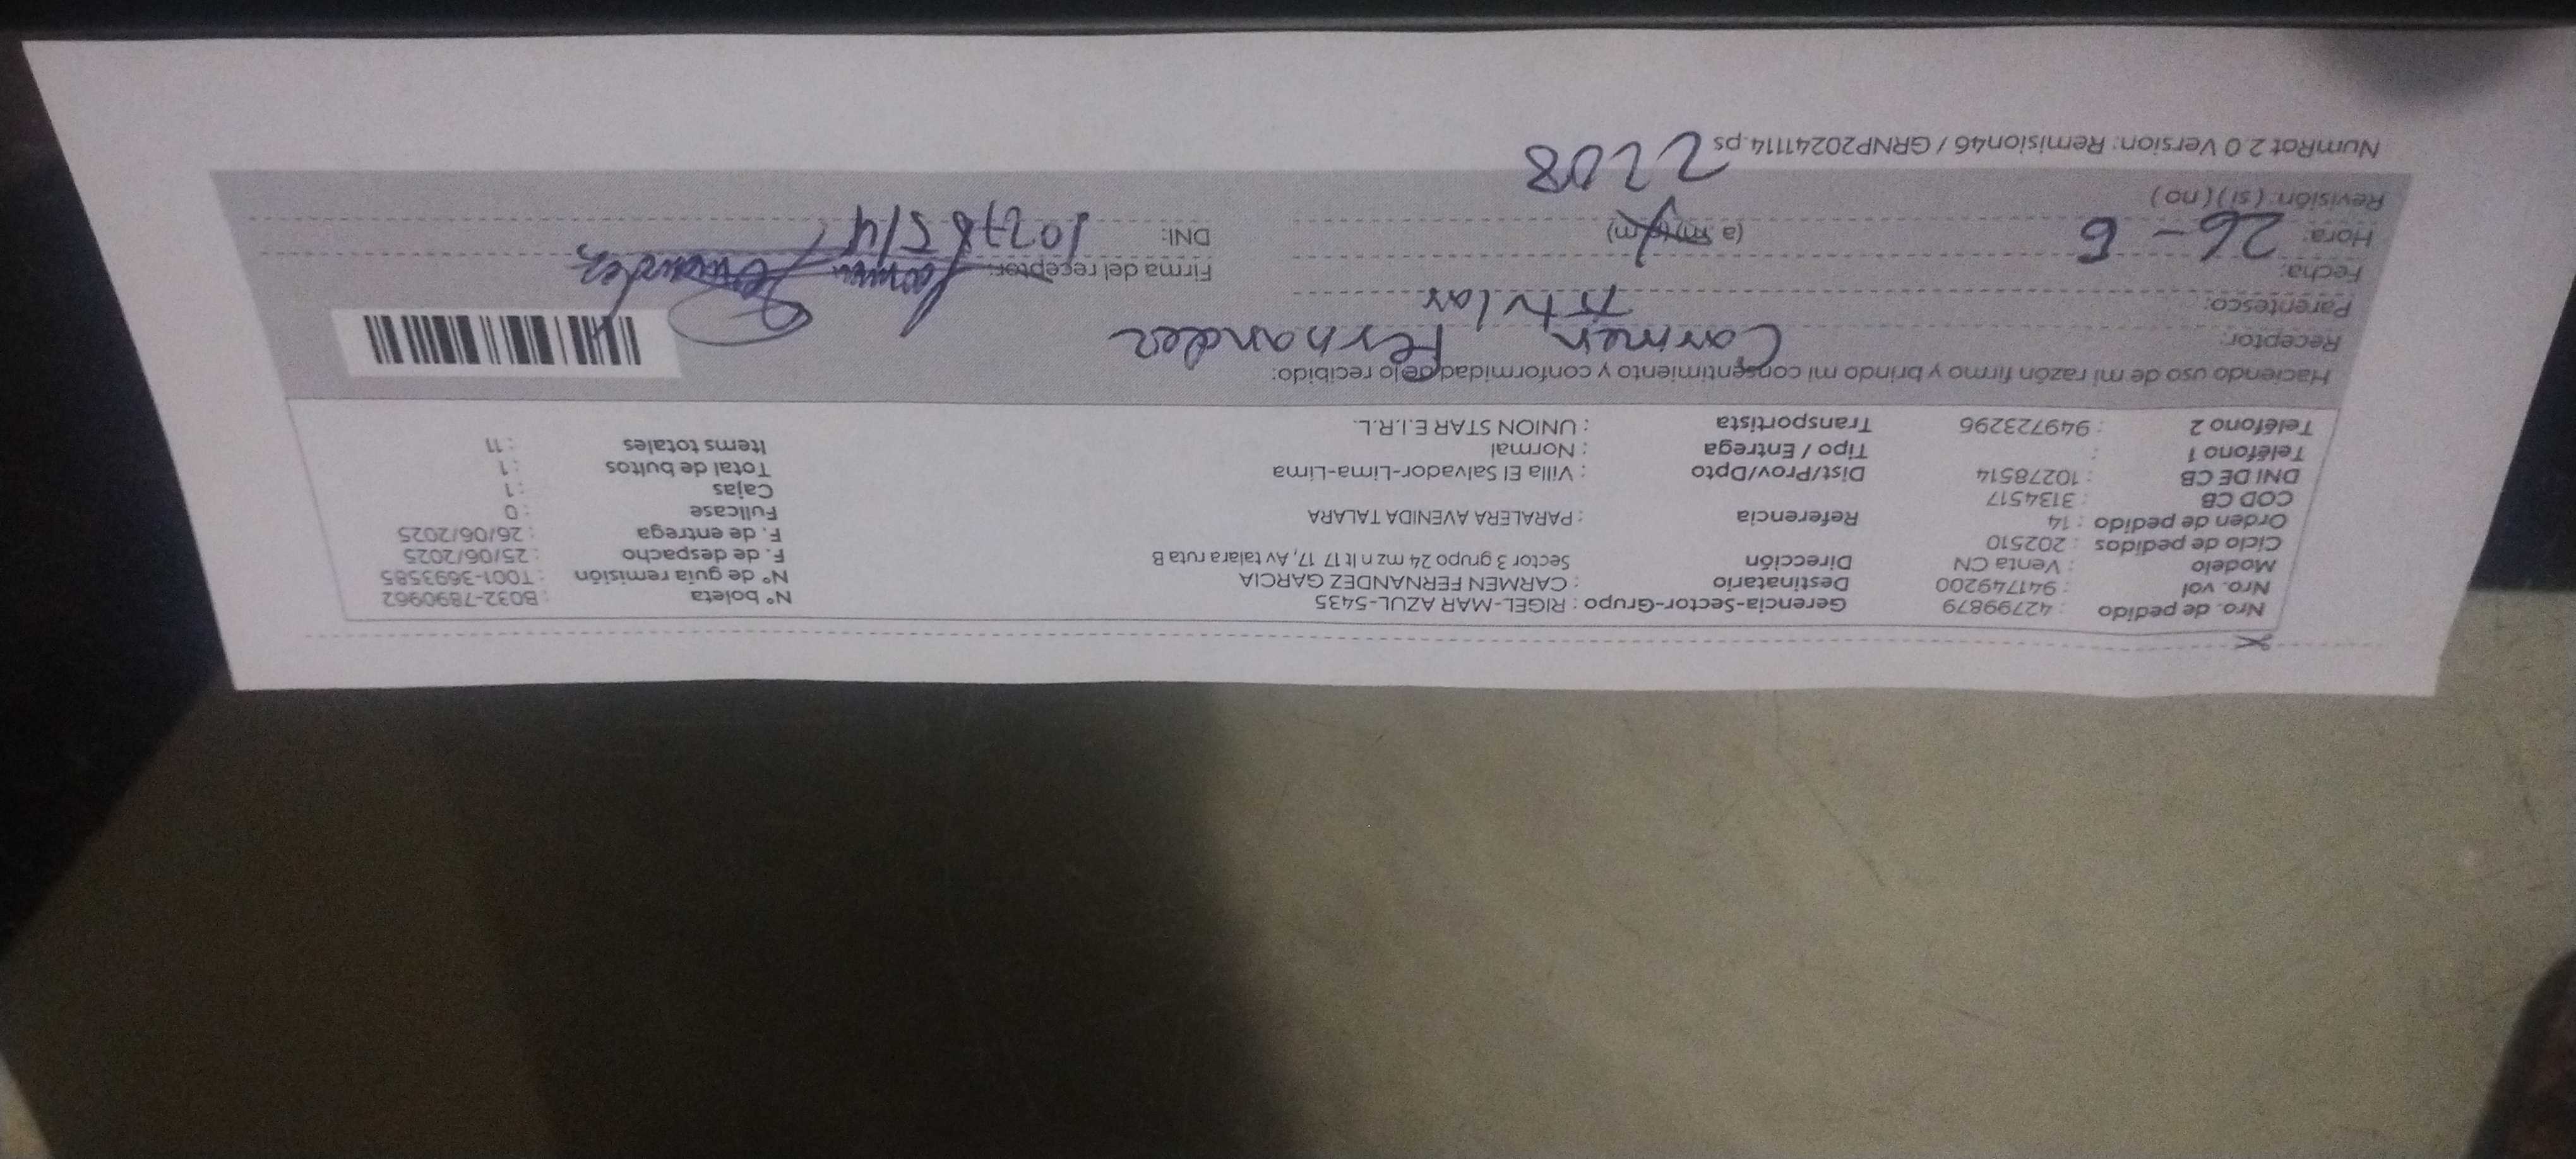 Nro. de pedido : 42799879 Gerencia-Sector-Grupo : RIGEL-MAR AZUL-5435 N° boleta : B032-7890962
Nro. vol : 941749200 Destinatario : CARMEN FERNANDEZ GARCIA N° de guia remisión : T001-3693585
Modelo : Venta CN Dirección Sector 3 grupo 24 mz n lt 17 17, Av talara ruta B F. de despacho : 25/06/2025
Ciclo de pedidos : 202510 F. de entrega : 26/06/2025
Orden de pedido : 14 Referencia : PARALERA AVENIDA TALARA Fullcase : 0
COD CB : 3134517 Cajas : 1
DNI DE CB : 10278514 Dist/Prov/Dpto : Villa El Salvador-Lima-Lima Total de bultos : 1
Teléfono 1 : Tipo / Entrega : Normal Items totales : 11
Teléfono 2 : 949723296 Transportista : UNION STAR E.I.R.L.
Haciendo uso de mi razón firmo y brindo mi consentimiento y conformidad de lo recibido:
Receptor: Carmen Fernandez
Parentesco: Titular
Fecha: 26-6 Firma del receptor:
Hora: (a m)(p m) DNI: 10278514
Revisión: (si) (no) 2208
NumRot 2.0 Version: Remision46 / GRNP20241114.ps